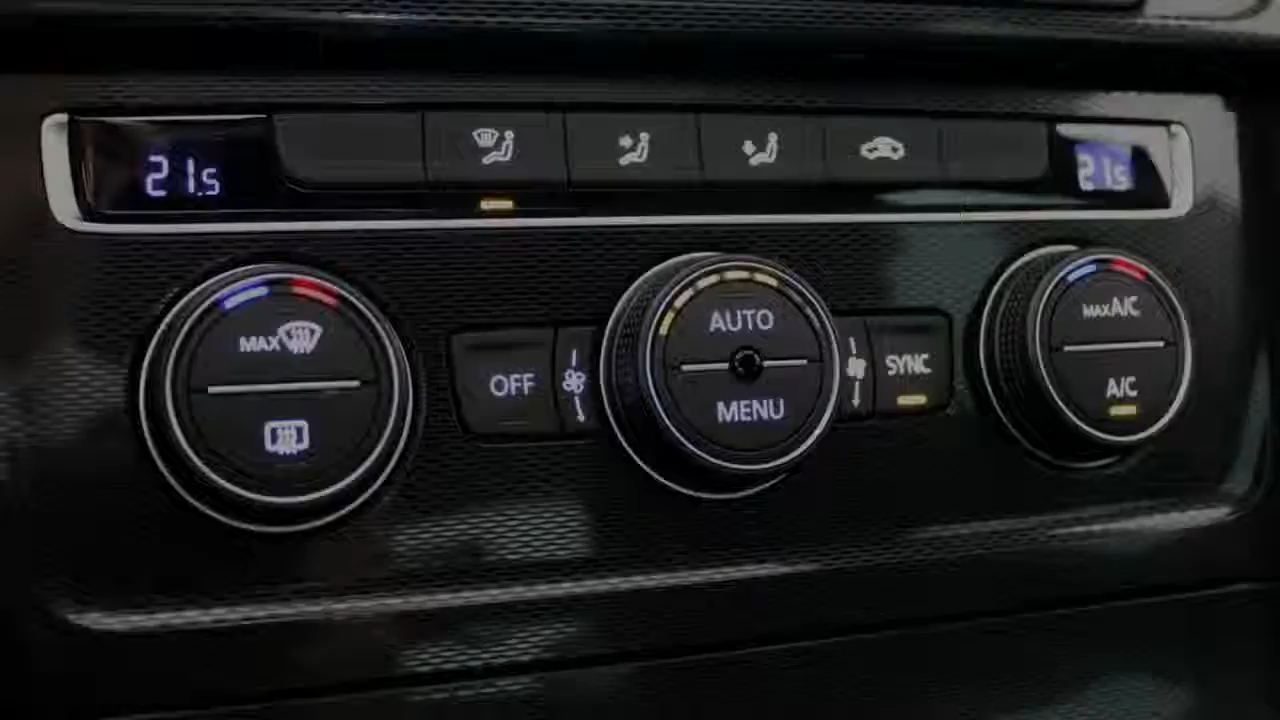 21.5
21.5
MAX
OFF
AUTO
MENU
SYNC
MAX A/C
A/C